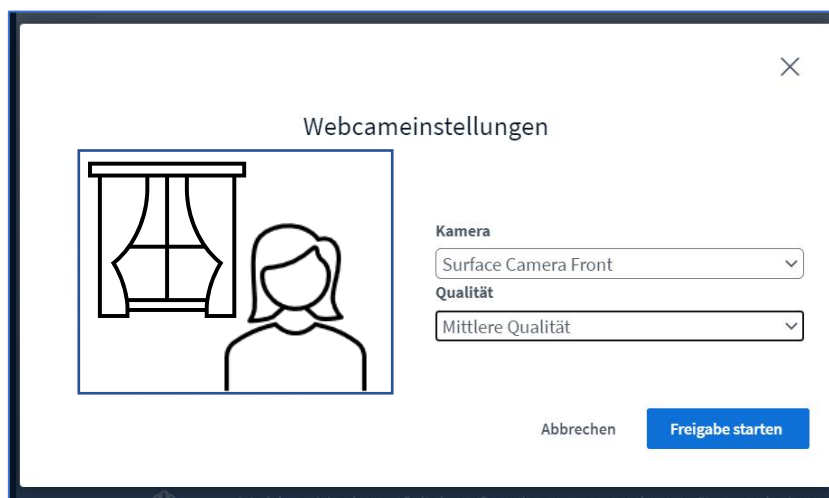 Webcameinstellungen
Kamera
Surface Camera Front
Qualität
Mittlere Qualität
Abbrechen
Freigabe starten